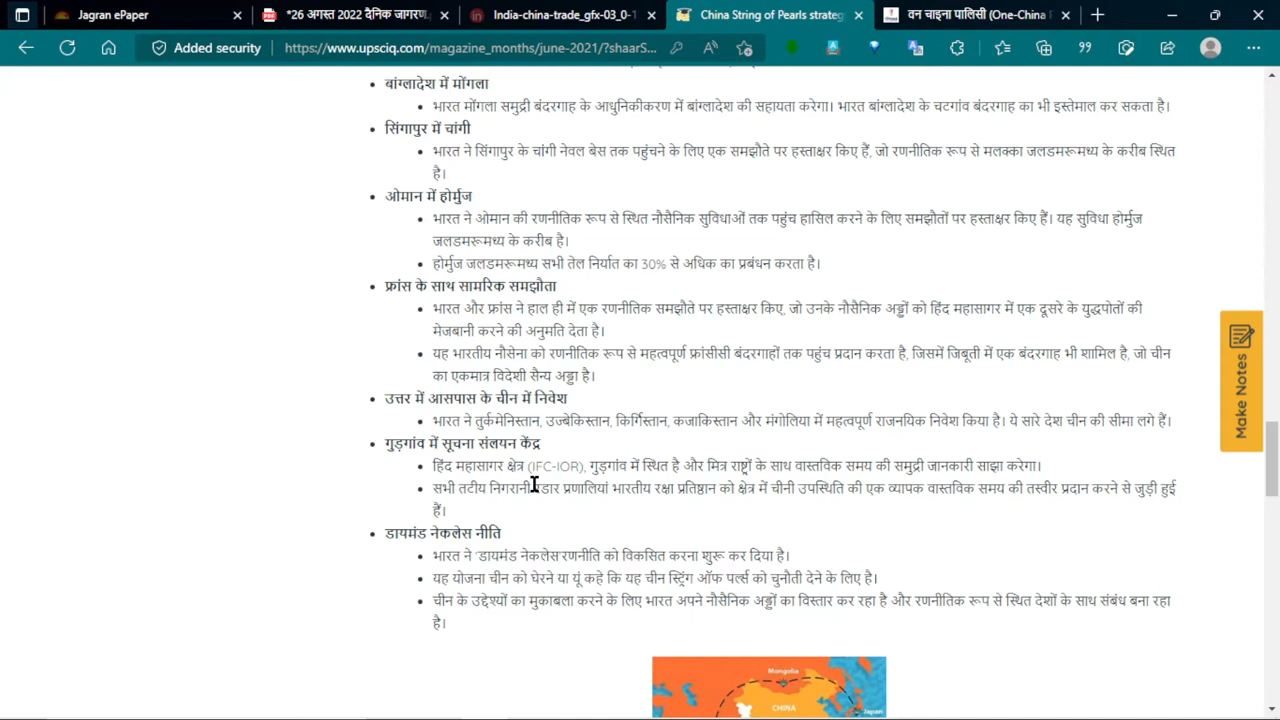 Jagran ePaper
*26 अगस्त 2022 दैनिक जागरण
India-china-trade_gfx-03_0-1
China String of Pearls strateg
वन चाइना पालिसी (One-China P
Added security
https://www.upsciq.com/magazine_months/june-2021/?shaarS...
बांग्लादेश में मोंगला
भारत मोंगला समुद्री बंदरगाह के आधुनिकीकरण में बांग्लादेश की सहायता करेगा। भारत बांग्लादेश के चटगांव बंदरगाह का भी इस्तेमाल कर सकता है।
सिंगापुर में चांगी
भारत ने सिंगापुर के चांगी नेवल बेस तक पहुंचने के लिए एक समझौते पर हस्ताक्षर किए हैं, जो रणनीतिक रूप से मलक्का जलडमरूमध्य के करीब स्थित
है।
ओमान में होर्मुज
भारत ने ओमान की रणनीतिक रूप से स्थित नौसैनिक सुविधाओं तक पहुंच हासिल करने के लिए समझौतों पर हस्ताक्षर किए हैं। यह सुविधा होर्मुज
जलडमरूमध्य के करीब है।
होर्मुज जलडमरूमध्य सभी तेल निर्यात का 30% से अधिक का प्रबंधन करता है।
फ्रांस के साथ सामरिक समझौता
भारत और फ्रांस ने हाल ही में एक रणनीतिक समझौते पर हस्ताक्षर किए, जो उनके नौसैनिक अड्डों को हिंद महासागर में एक दूसरे के युद्धपोतों की
मेजबानी करने की अनुमति देता है।
यह भारतीय नौसेना को रणनीतिक रूप से महत्वपूर्ण फ्रांसीसी बंदरगाहों तक पहुंच प्रदान करता है, जिसमें जिबूती में एक बंदरगाह भी शामिल है, जो चीन
का एकमात्र विदेशी सैन्य अड्डा है।
उत्तर में आसपास के चीन में निवेश
भारत ने तुर्कमेनिस्तान, उज्बेकिस्तान, किर्गिस्तान, कजाकिस्तान और मंगोलिया में महत्वपूर्ण राजनयिक निवेश किया है। ये सारे देश चीन की सीमा लगे हैं।
गुड़गांव में सूचना संलयन केंद्र
हिंद महासागर क्षेत्र (IFC-IOR), गुड़गांव में स्थित है और मित्र राष्ट्रों के साथ वास्तविक समय की समुद्री जानकारी साझा करेगा।
सभी तटीय निगरानी रडार प्रणालियां भारतीय रक्षा प्रतिष्ठान को क्षेत्र में चीनी उपस्थिति की एक व्यापक वास्तविक समय की तस्वीर प्रदान करने से जुड़ी हुई
हैं।
डायमंड नेकलेस नीति
भारत ने 'डायमंड नेकलेस'रणनीति को विकसित करना शुरू कर दिया है।
यह योजना चीन को घेरने या यूं कहे कि यह चीन स्ट्रिंग ऑफ पर्ल्स को चुनौती देने के लिए है।
चीन के उद्देश्यों का मुकाबला करने के लिए भारत अपने नौसैनिक अड्डों का विस्तार कर रहा है और रणनीतिक रूप से स्थित देशों के साथ संबंध बना रहा
है।
Make Notes
Mongolia
CHINA
Japan